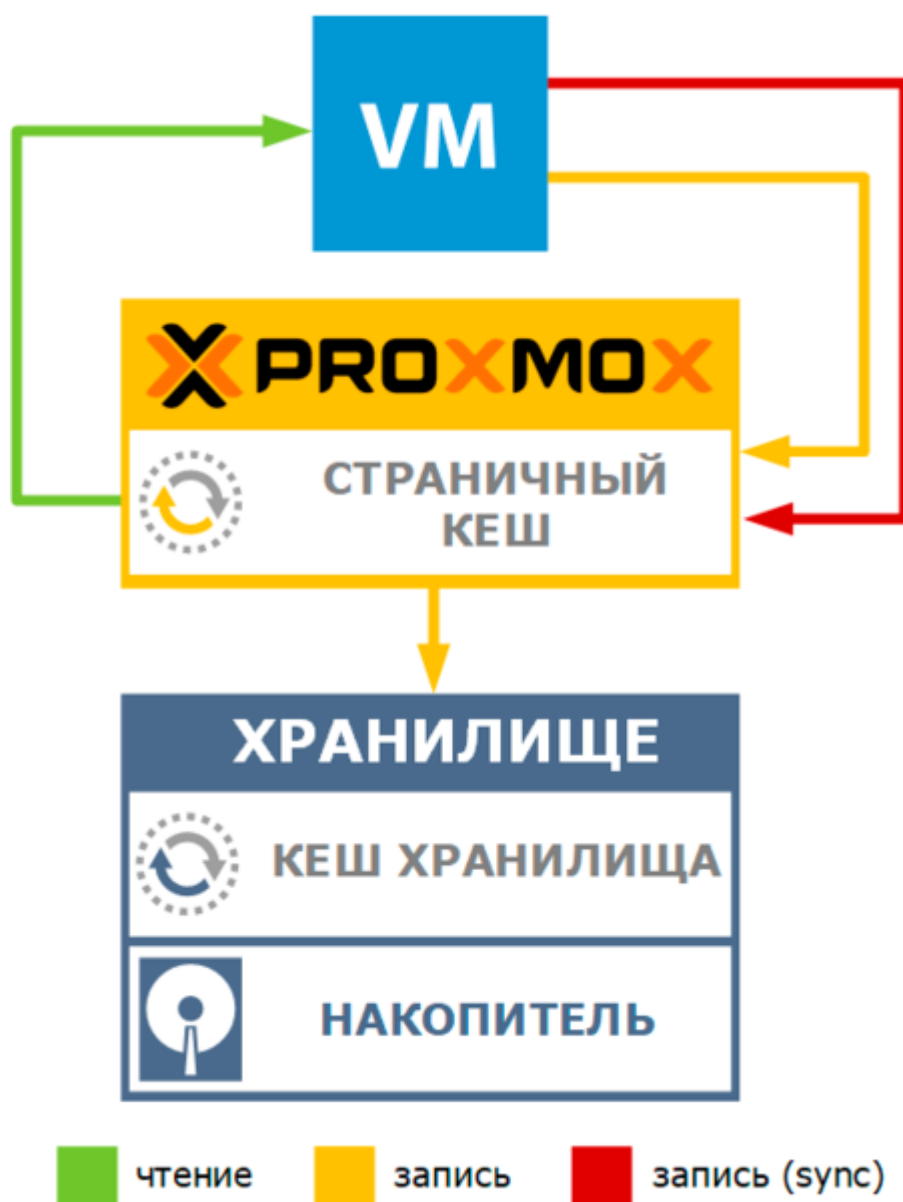 VM
PROXMOX
СТРАНИЧНЫЙ
КЕШ
ХРАНИЛИЩЕ
КЕШ ХРАНИЛИЩА
НАКОПИТЕЛЬ
чтение запись запись (sync)